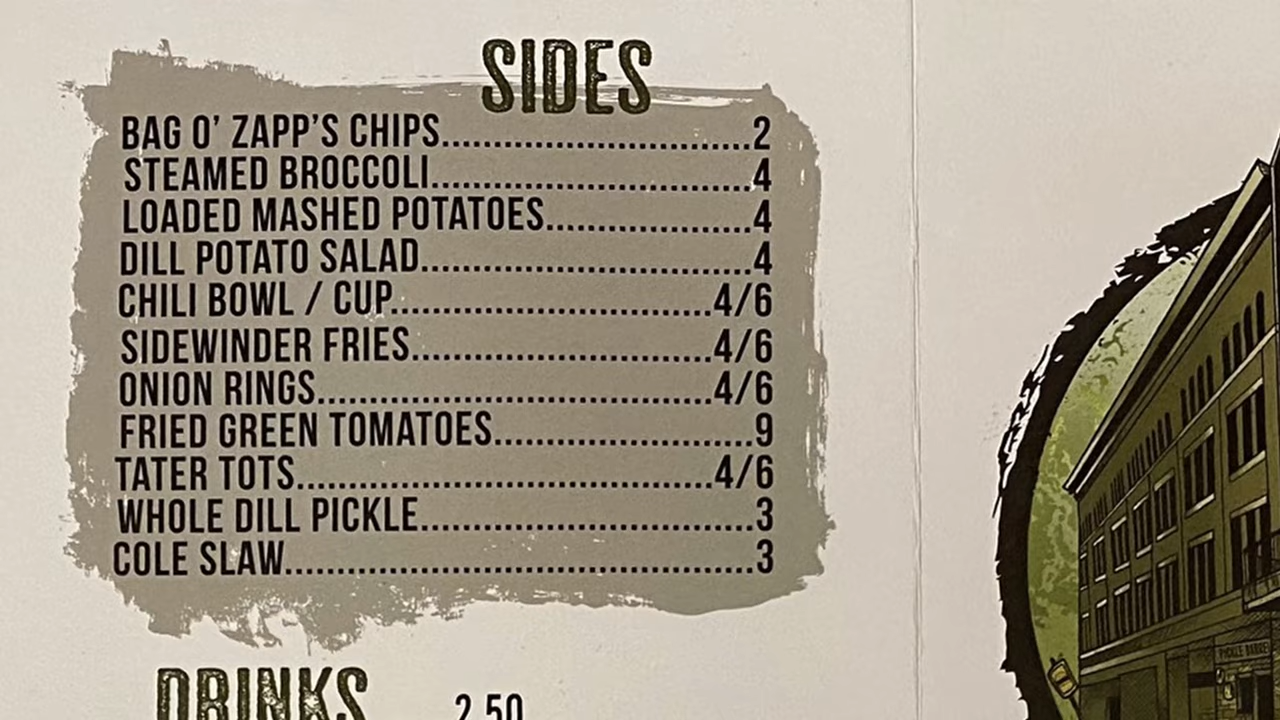 SIDES
BAG O' ZAPP'S CHIPS..............................2
STEAMED BROCCOLI...............................4
LOADED MASHED POTATOES....................4
DILL POTATO SALAD................................4
CHILI BOWL / CUP...............................4/6
SIDEWINDER FRIES.............................4/6
ONION RINGS......................................4/6
FRIED GREEN TOMATOES.........................9
TATER TOTS........................................4/6
WHOLE DILL PICKLE................................3
COLE SLAW.............................................3
DRINKS 2.50
PICKLE BARREL